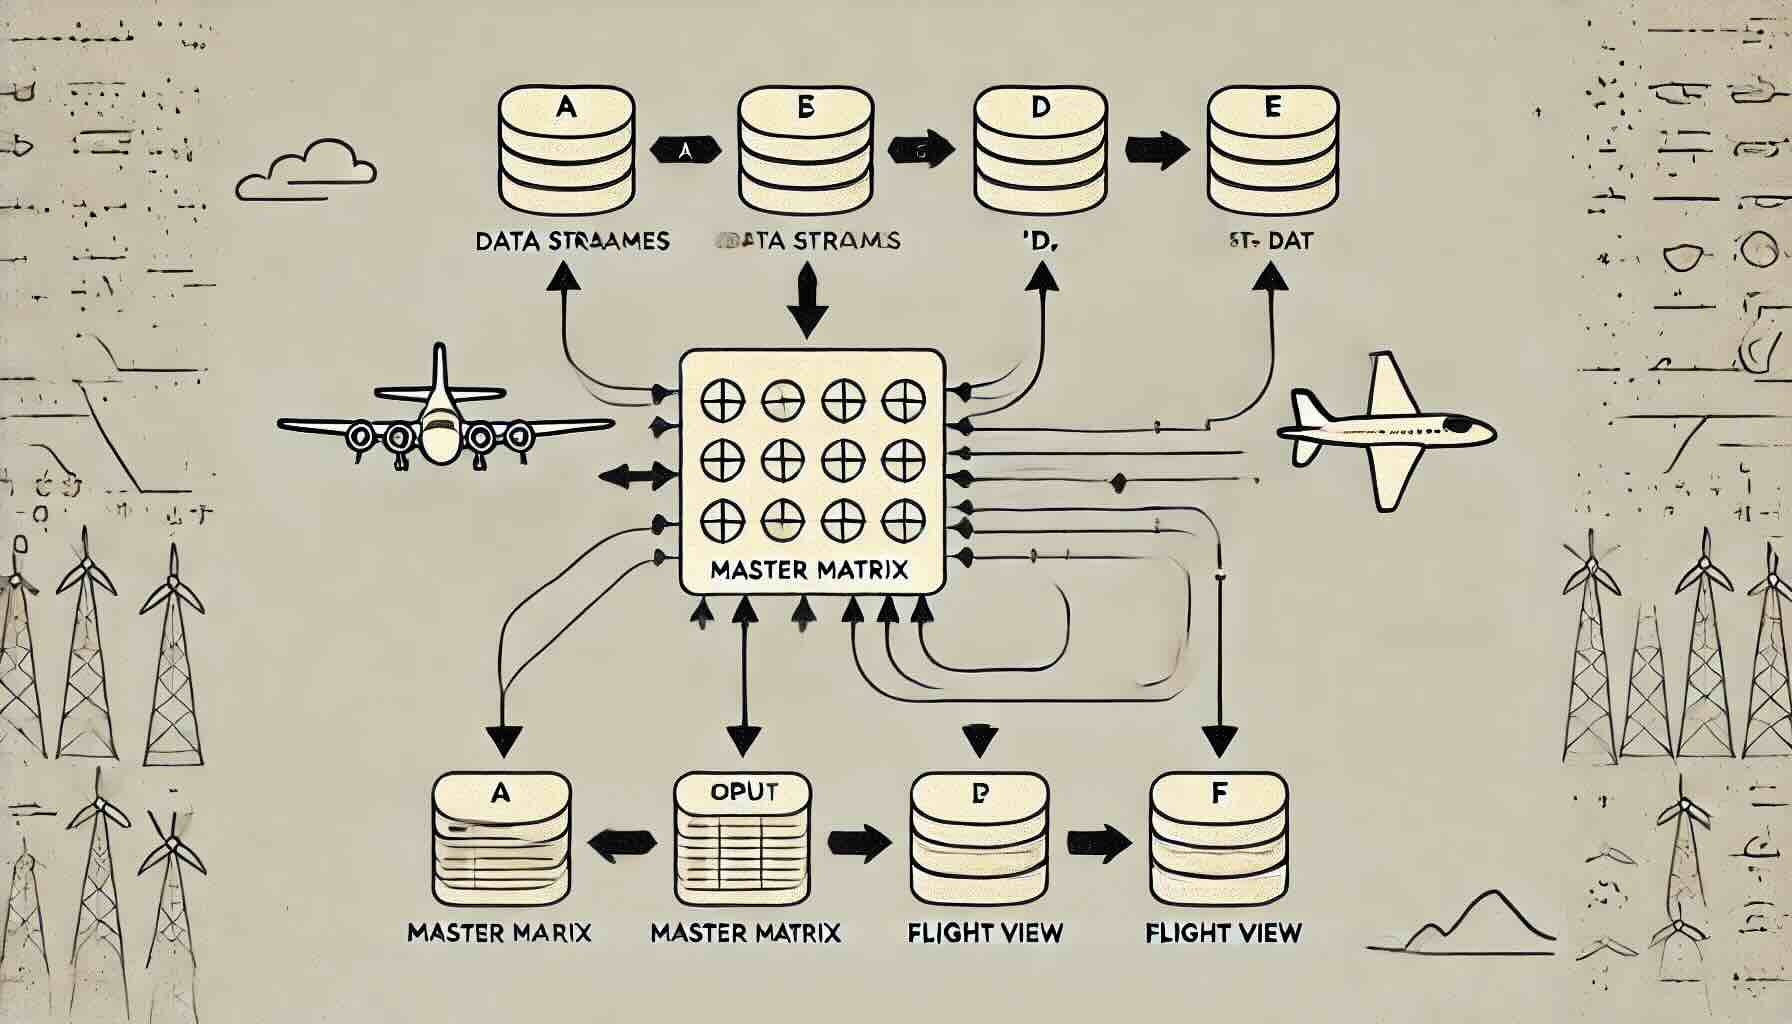 A
B
D
E
A
DATA STRAAMES
DATA STRAMS
'D,
ST- DAT
MASTER MATRIX
A
OPUT
F
MASTER MARIX
MASTER MATRIX
FLIGHT VIEW
FLIGHT VIEW